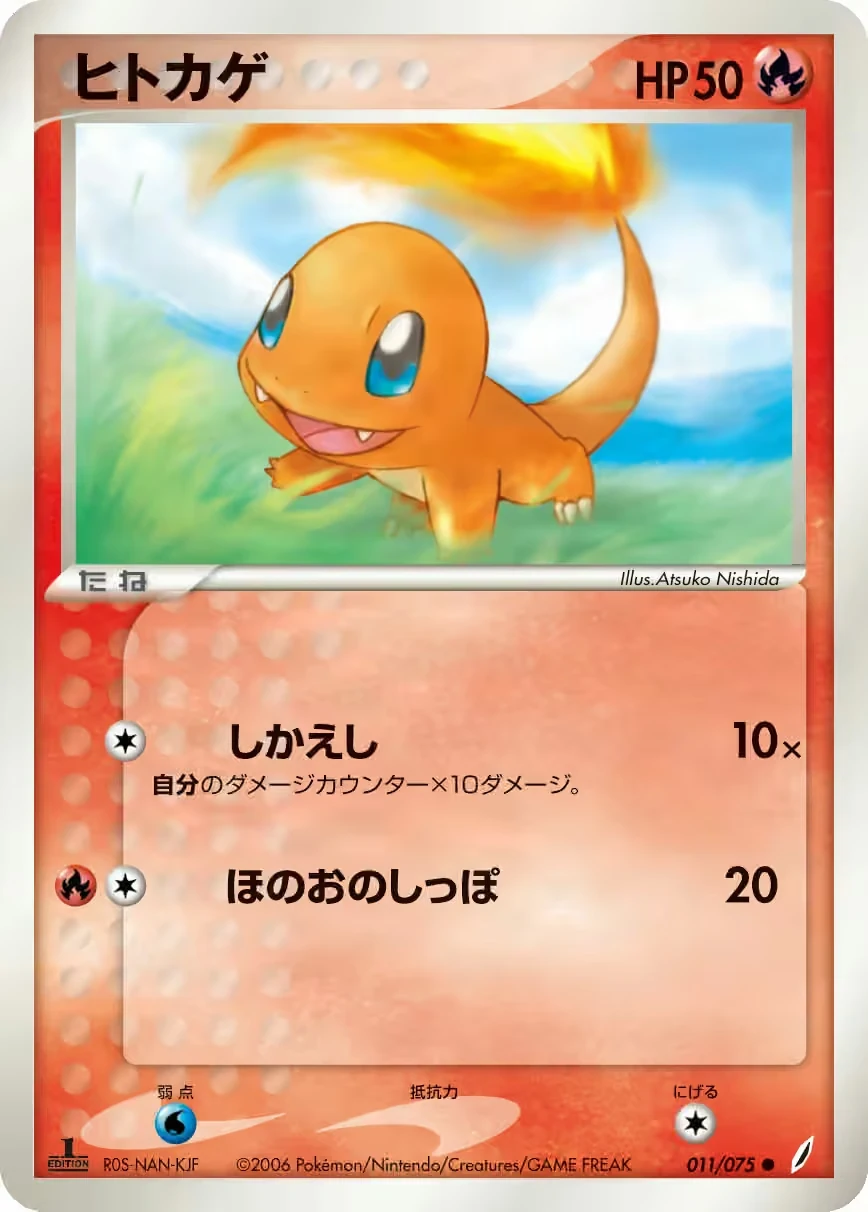 ヒトカゲ HP50
たね Illus.Atsuko Nishida
しかえし 10×
自分のダメージカウンター×10ダメージ。
ほのおのしっぽ 20
弱点 抵抗力 にげる
1 EDITION R0S-NAN-KJF ©2006 Pokémon/Nintendo/Creatures/GAME FREAK 011/075